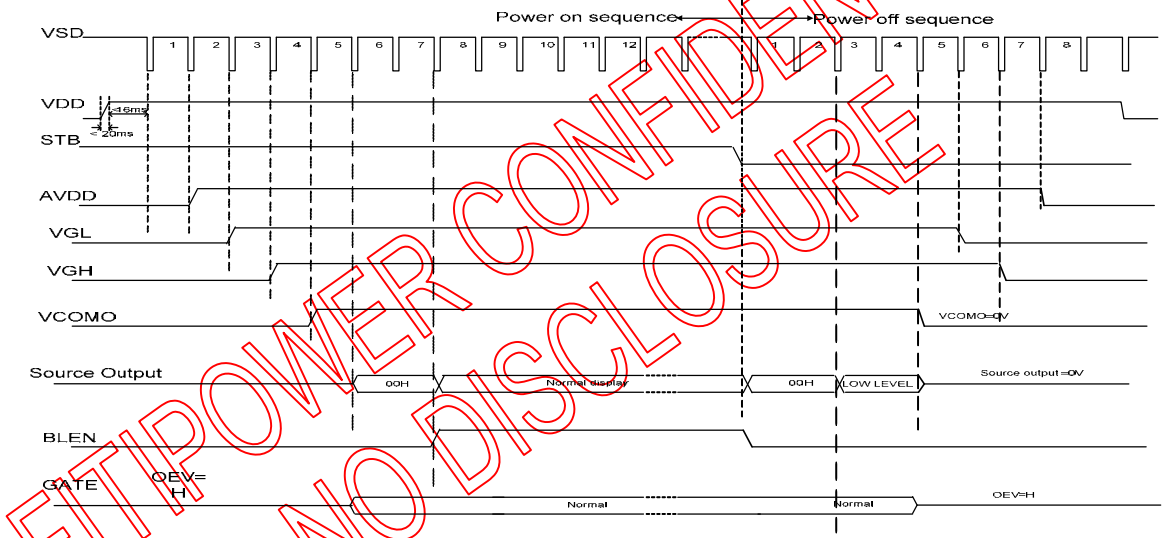 Power on sequence Power off sequence
VSD 1 2 3 4 5 6 7 8 9 10 11 12 1 2 3 4 5 6 7 8
VDD <16ms
< 20ms
STB
AVDD
VGL
VGH
VCOMO VCOMO=0V
Source Output 00H Normal display 00H LOW LEVEL Source output =0V
BLEN
GATE OEV=
H Normal Normal OEV=H
FITIPOWER CONFIDEN
NO DISCLOSURE